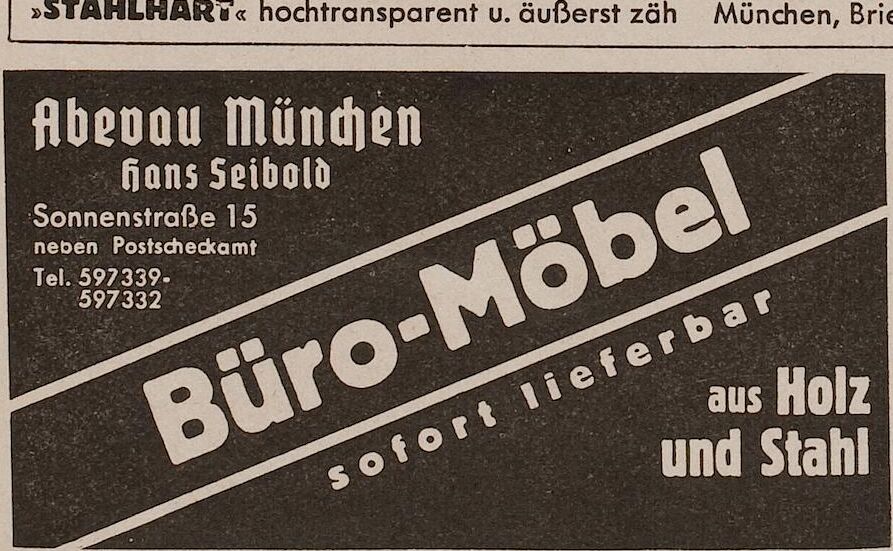 »STAHLHART« hochtransparent u. äußerst zäh München, Brie
Abevau München
Hans Seibold
Sonnenstraße 15
neben Postscheckamt
Tel. 597339-
597332
Büro-Möbel
sofort lieferbar
aus Holz
und Stahl